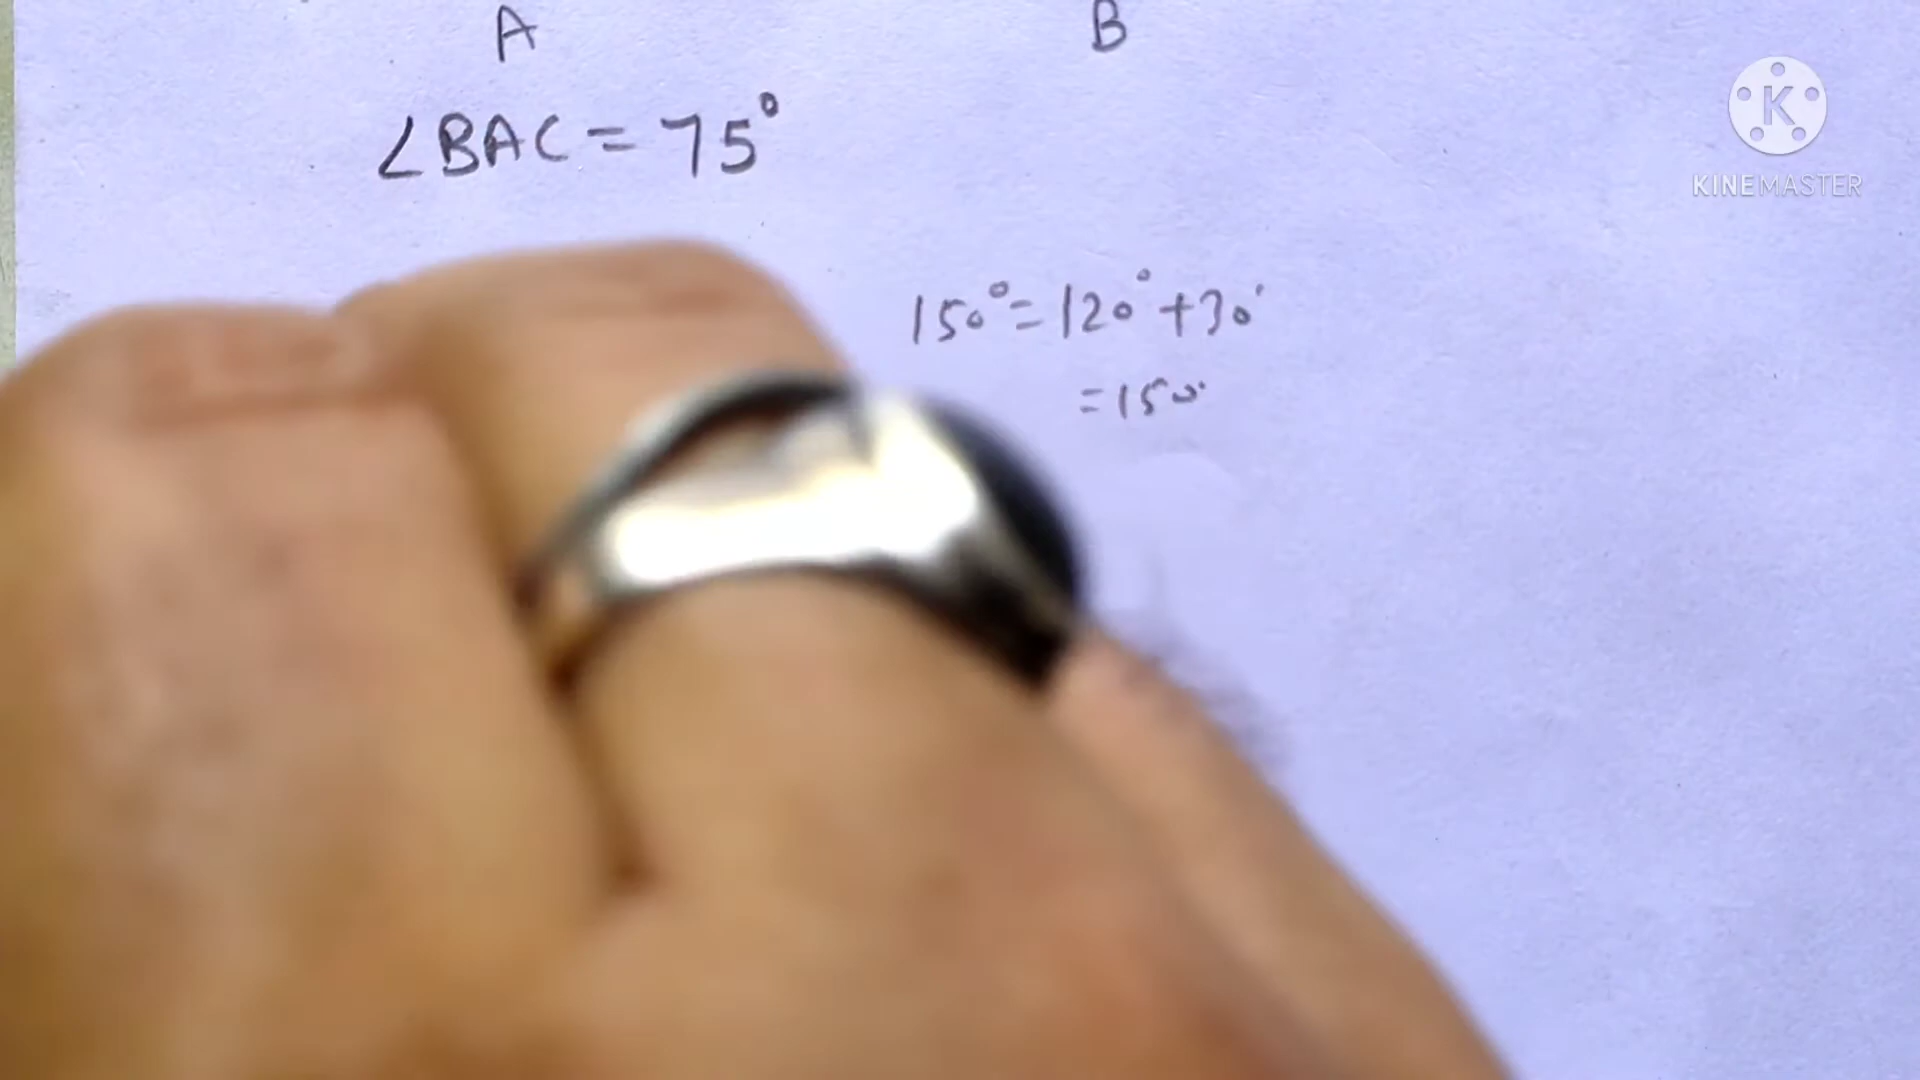 A B
∠BAC = 75°
150° = 120° + 30°
= 150°
K
KINEMASTER